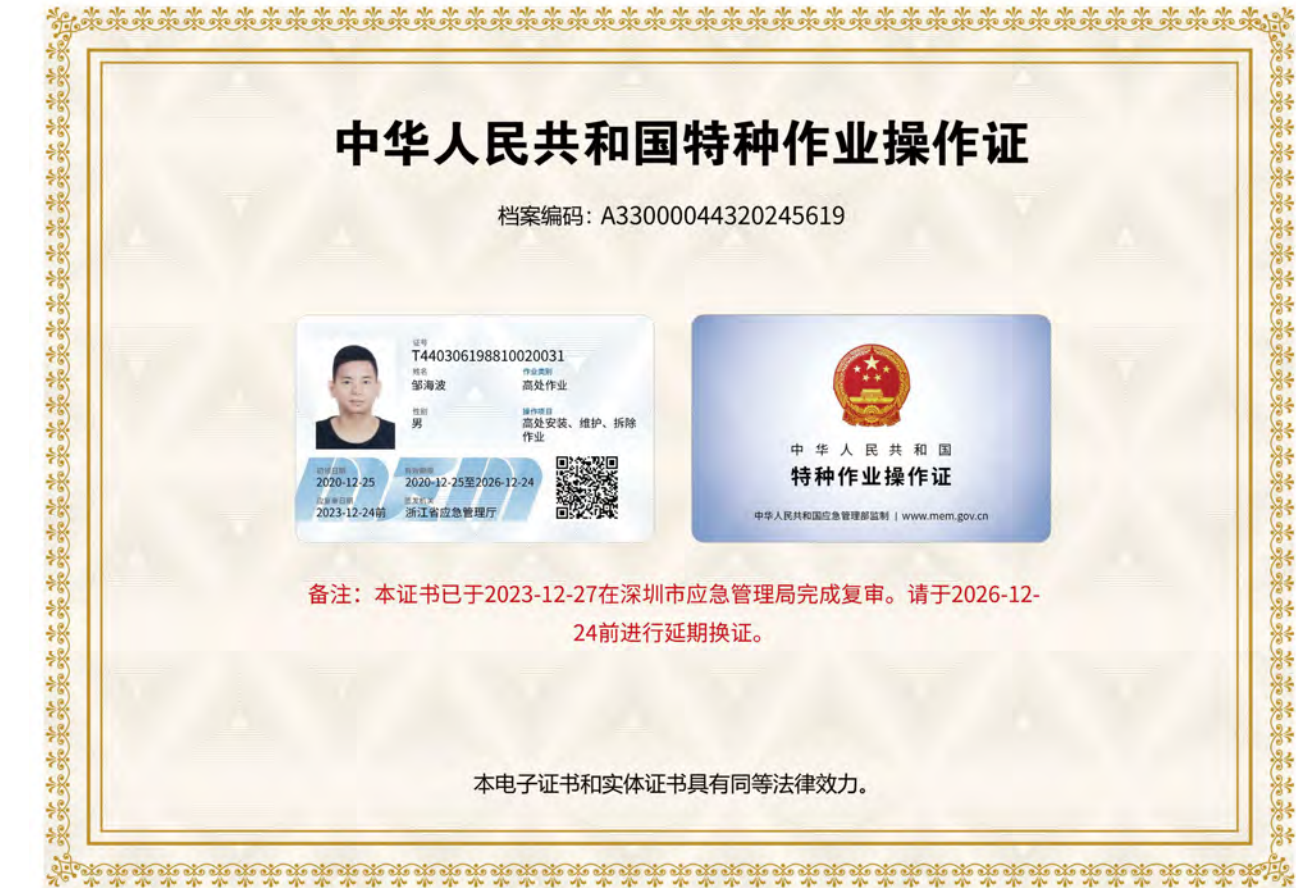 中华人民共和国特种作业操作证
档案编码：A33000044320245619
证号
T440306198810020031
姓名
邹海波
作业类别
高处作业
性别
男
操作项目
高处安装、维护、拆除
作业
初领日期
2020-12-25
有效期限
2020-12-25至2026-12-24
应复审日期
2023-12-24前
签发机关
浙江省应急管理厅
中华人民共和国
特种作业操作证
中华人民共和国应急管理部监制 | www.mem.gov.cn
备注：本证书已于2023-12-27在深圳市应急管理局完成复审。请于2026-12-
24前进行延期换证。
本电子证书和实体证书具有同等法律效力。